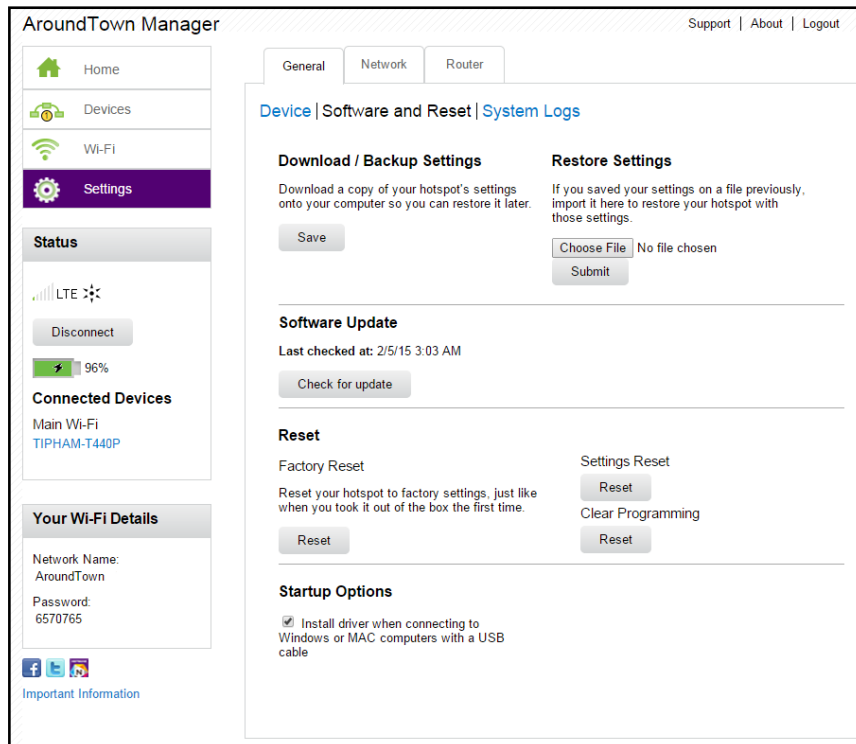 AroundTown Manager
Support | About | Logout
Home
Devices
Wi-Fi
Settings
Status
LTE
Disconnect
96%
Connected Devices
Main Wi-Fi
TIPHAM-T440P
Your Wi-Fi Details
Network Name:
AroundTown
Password:
6570765
Important Information
General
Network
Router
Device | Software and Reset | System Logs
Download / Backup Settings
Download a copy of your hotspot's settings
onto your computer so you can restore it later.
Save
Restore Settings
If you saved your settings on a file previously,
import it here to restore your hotspot with
those settings.
Choose File No file chosen
Submit
Software Update
Last checked at: 2/5/15 3:03 AM
Check for update
Reset
Factory Reset
Reset your hotspot to factory settings, just like
when you took it out of the box the first time.
Reset
Settings Reset
Reset
Clear Programming
Reset
Startup Options
Install driver when connecting to
Windows or MAC computers with a USB
cable